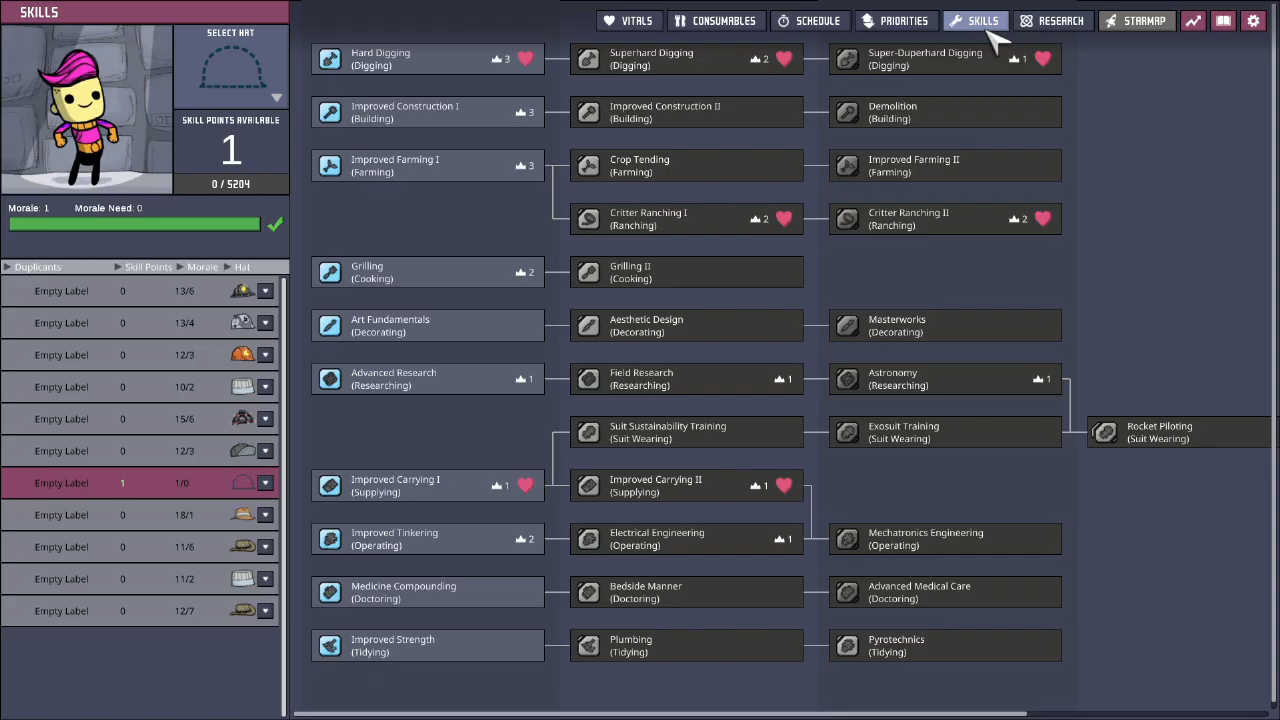 SKILLS
VITALS
CONSUMABLES
SCHEDULE
PRIORITIES
SKILLS
RESEARCH
STARMAP
SELECT HAT
SKILL POINTS AVAILABLE
1
0 / 5204
Morale: 1 Morale Need: 0
Duplicants Skill Points Morale Hat
Empty Label 0 13/6
Empty Label 0 13/4
Empty Label 0 12/3
Empty Label 0 10/2
Empty Label 0 15/6
Empty Label 0 12/3
Empty Label 1 1/0
Empty Label 0 18/1
Empty Label 0 11/6
Empty Label 0 11/2
Empty Label 0 12/7
Hard Digging
(Digging)
3
Superhard Digging
(Digging)
2
Super-Duperhard Digging
(Digging)
1
Improved Construction I
(Building)
3
Improved Construction II
(Building)
Demolition
(Building)
Improved Farming I
(Farming)
3
Crop Tending
(Farming)
Improved Farming II
(Farming)
Critter Ranching I
(Ranching)
2
Critter Ranching II
(Ranching)
2
Grilling
(Cooking)
2
Grilling II
(Cooking)
Art Fundamentals
(Decorating)
Aesthetic Design
(Decorating)
Masterworks
(Decorating)
Advanced Research
(Researching)
1
Field Research
(Researching)
1
Astronomy
(Researching)
1
Suit Sustainability Training
(Suit Wearing)
Exosuit Training
(Suit Wearing)
Rocket Piloting
(Suit Wearing)
Improved Carrying I
(Supplying)
1
Improved Carrying II
(Supplying)
1
Improved Tinkering
(Operating)
2
Electrical Engineering
(Operating)
1
Mechatronics Engineering
(Operating)
Medicine Compounding
(Doctoring)
Bedside Manner
(Doctoring)
Advanced Medical Care
(Doctoring)
Improved Strength
(Tidying)
Plumbing
(Tidying)
Pyrotechnics
(Tidying)